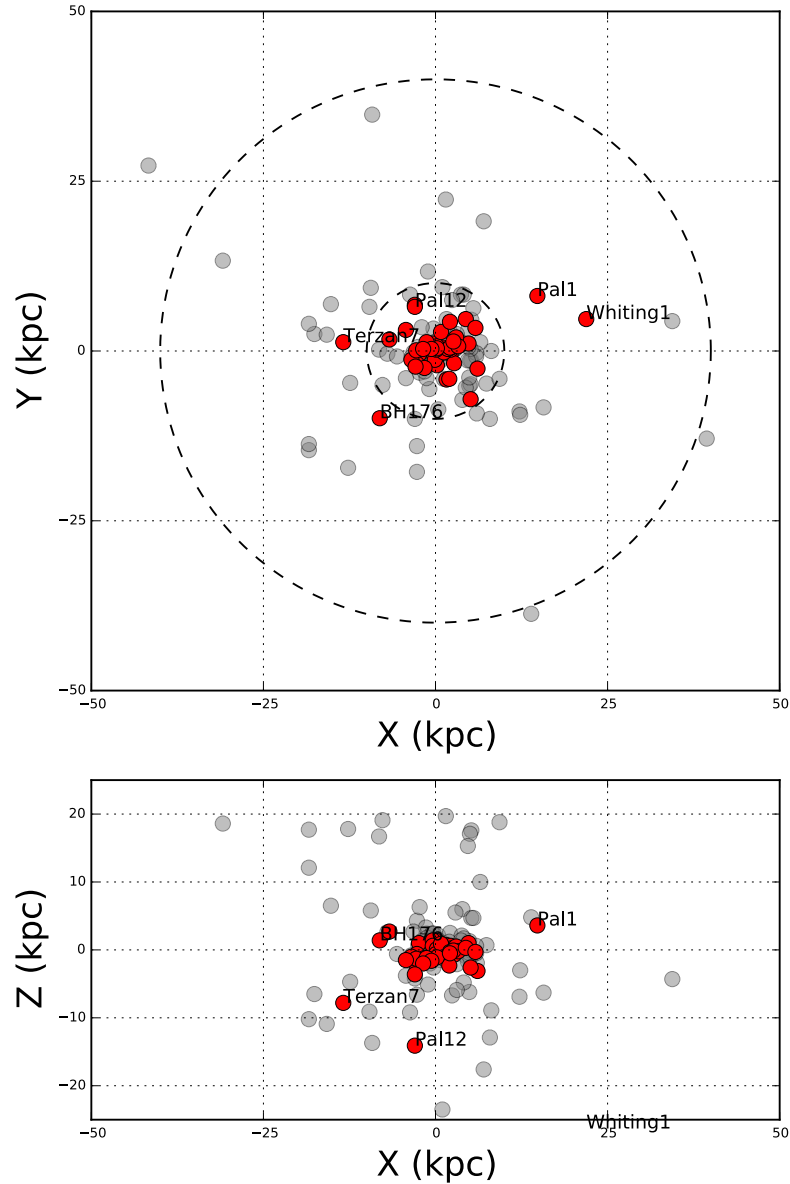 50
25
0
−25
−50
Y (kpc)
Pal12
Pal1
Whiting1
Terzan7
BH176
−50
−25
0
25
50
X (kpc)
20
10
0
−10
−20
Z (kpc)
Pal1
BH176
Terzan7
Pal12
Whiting1
−50
−25
0
25
50
X (kpc)